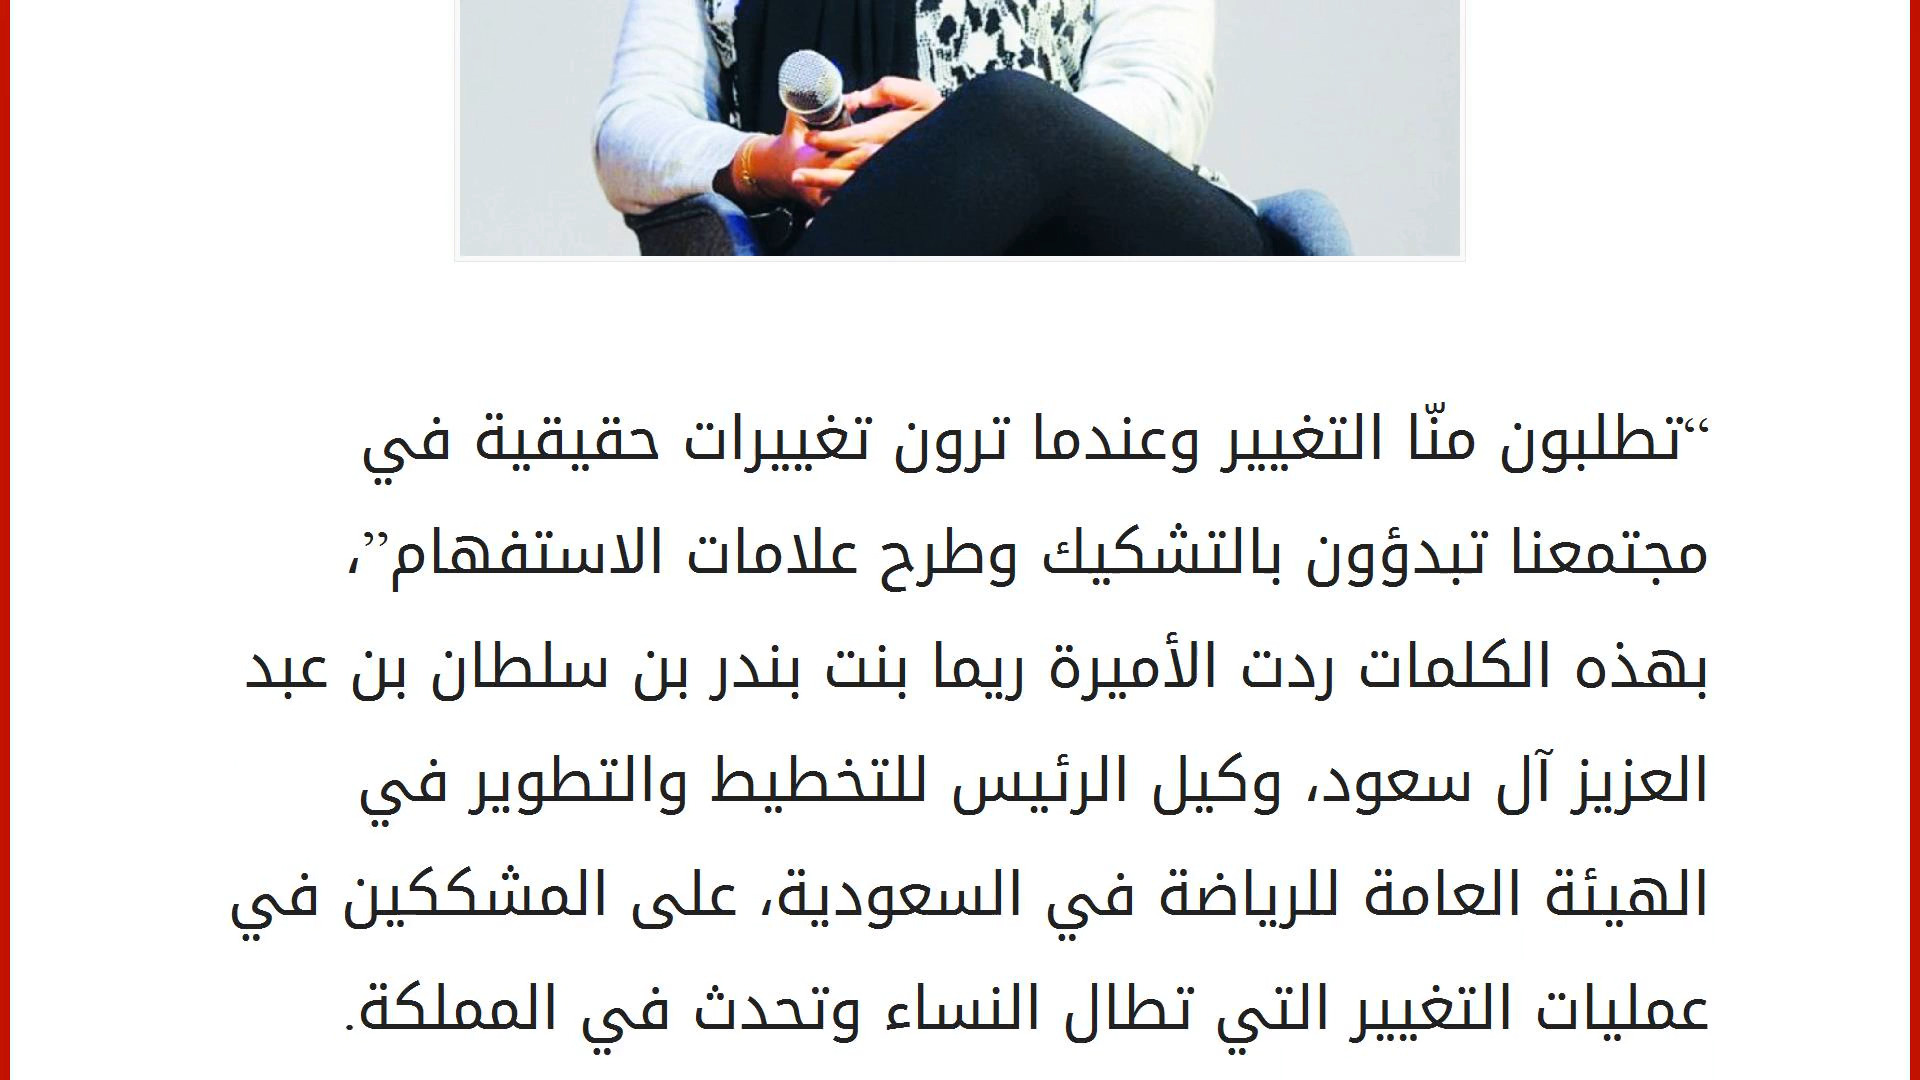 “تطلبون منّا التغيير وعندما ترون تغييرات حقيقية في
مجتمعنا تبدؤون بالتشكيك وطرح علامات الاستفهام”،
بهذه الكلمات ردت الأميرة ريما بنت بندر بن سلطان بن عبد
العزيز آل سعود، وكيل الرئيس للتخطيط والتطوير في
الهيئة العامة للرياضة في السعودية، على المشككين في
عمليات التغيير التي تطال النساء وتحدث في المملكة.